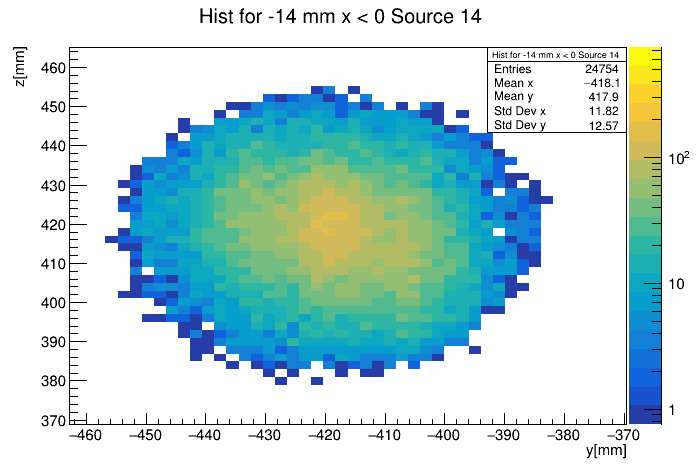 Hist for -14 mm x < 0 Source 14
z[mm]
Hist for -14 mm x < 0 Source 14
Entries 24754
Mean x −418.1
Mean y 417.9
Std Dev x 11.82
Std Dev y 12.57
460
450
440
430
420
410
400
390
380
370
10²
10
1
−460 −450 −440 −430 −420 −410 −400 −390 −380 −370
y[mm]